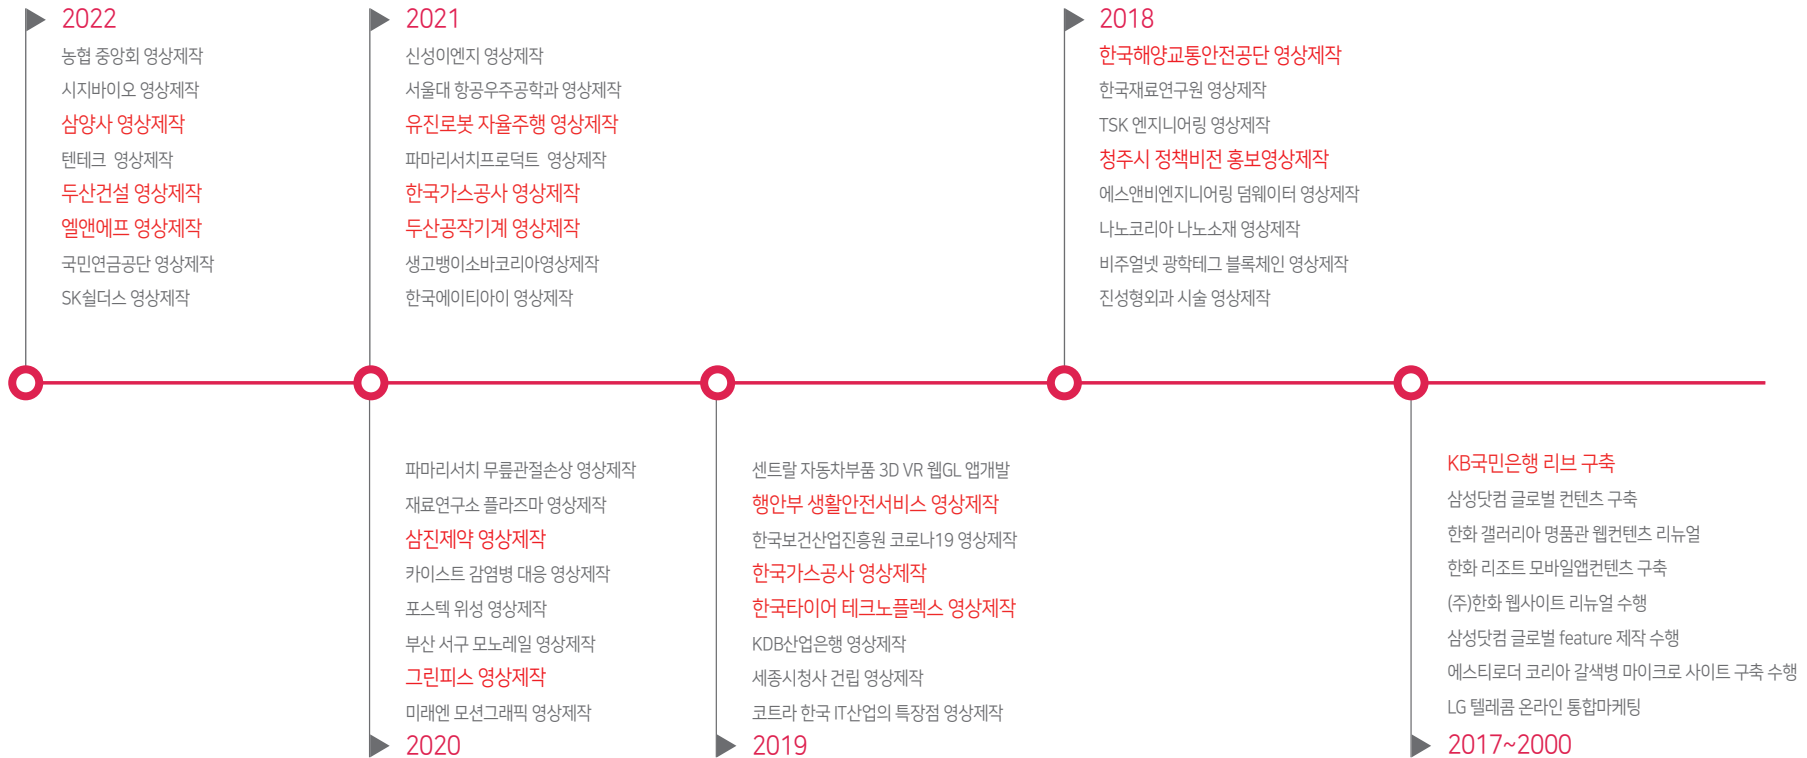 2022
농협 중앙회 영상제작
시지바이오 영상제작
삼양사 영상제작
텐테크 영상제작
두산건설 영상제작
엘앤에프 영상제작
국민연금공단 영상제작
SK쉴더스 영상제작
2021
신성이엔지 영상제작
서울대 항공우주공학과 영상제작
유진로봇 자율주행 영상제작
파마리서치프로덕트 영상제작
한국가스공사 영상제작
두산공작기계 영상제작
생고뱅이소바코리아영상제작
한국에이티아이 영상제작
2018
한국해양교통안전공단 영상제작
한국재료연구원 영상제작
TSK 엔지니어링 영상제작
청주시 정책비전 홍보영상제작
에스앤비엔지니어링 덤웨이터 영상제작
나노코리아 나노소재 영상제작
비주얼넷 광학테그 블록체인 영상제작
진성형외과 시술 영상제작
파마리서치 무릎관절손상 영상제작
재료연구소 플라즈마 영상제작
삼진제약 영상제작
카이스트 감염병 대응 영상제작
포스텍 위성 영상제작
부산 서구 모노레일 영상제작
그린피스 영상제작
미래엔 모션그래픽 영상제작
2020
센트랄 자동차부품 3D VR 웹GL 앱개발
행안부 생활안전서비스 영상제작
한국보건산업진흥원 코로나19 영상제작
한국가스공사 영상제작
한국타이어 테크노플렉스 영상제작
KDB산업은행 영상제작
세종시청사 건립 영상제작
코트라 한국 IT산업의 특장점 영상제작
2019
KB국민은행 리브 구축
삼성닷컴 글로벌 컨텐츠 구축
한화 갤러리아 명품관 웹컨텐츠 리뉴얼
한화 리조트 모바일앱컨텐츠 구축
(주)한화 웹사이트 리뉴얼 수행
삼성닷컴 글로벌 feature 제작 수행
에스티로더 코리아 갈색병 마이크로 사이트 구축 수행
LG 텔레콤 온라인 통합마케팅
2017~2000